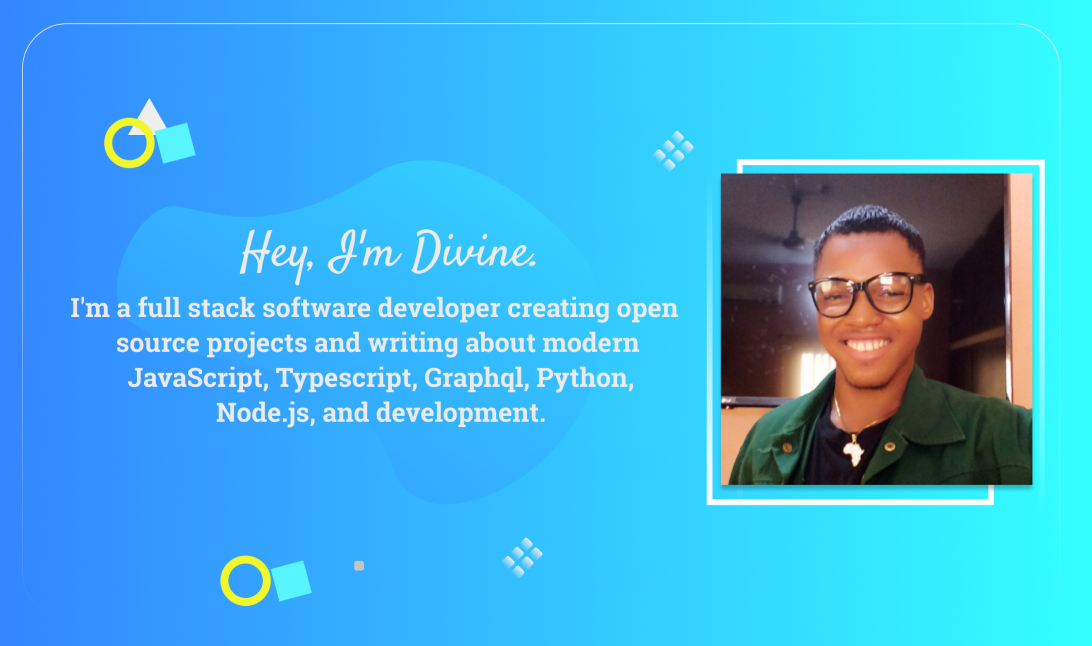 Hey, I'm Divine.
I'm a full stack software developer creating open
source projects and writing about modern
JavaScript, Typescript, Graphql, Python,
Node.js, and development.